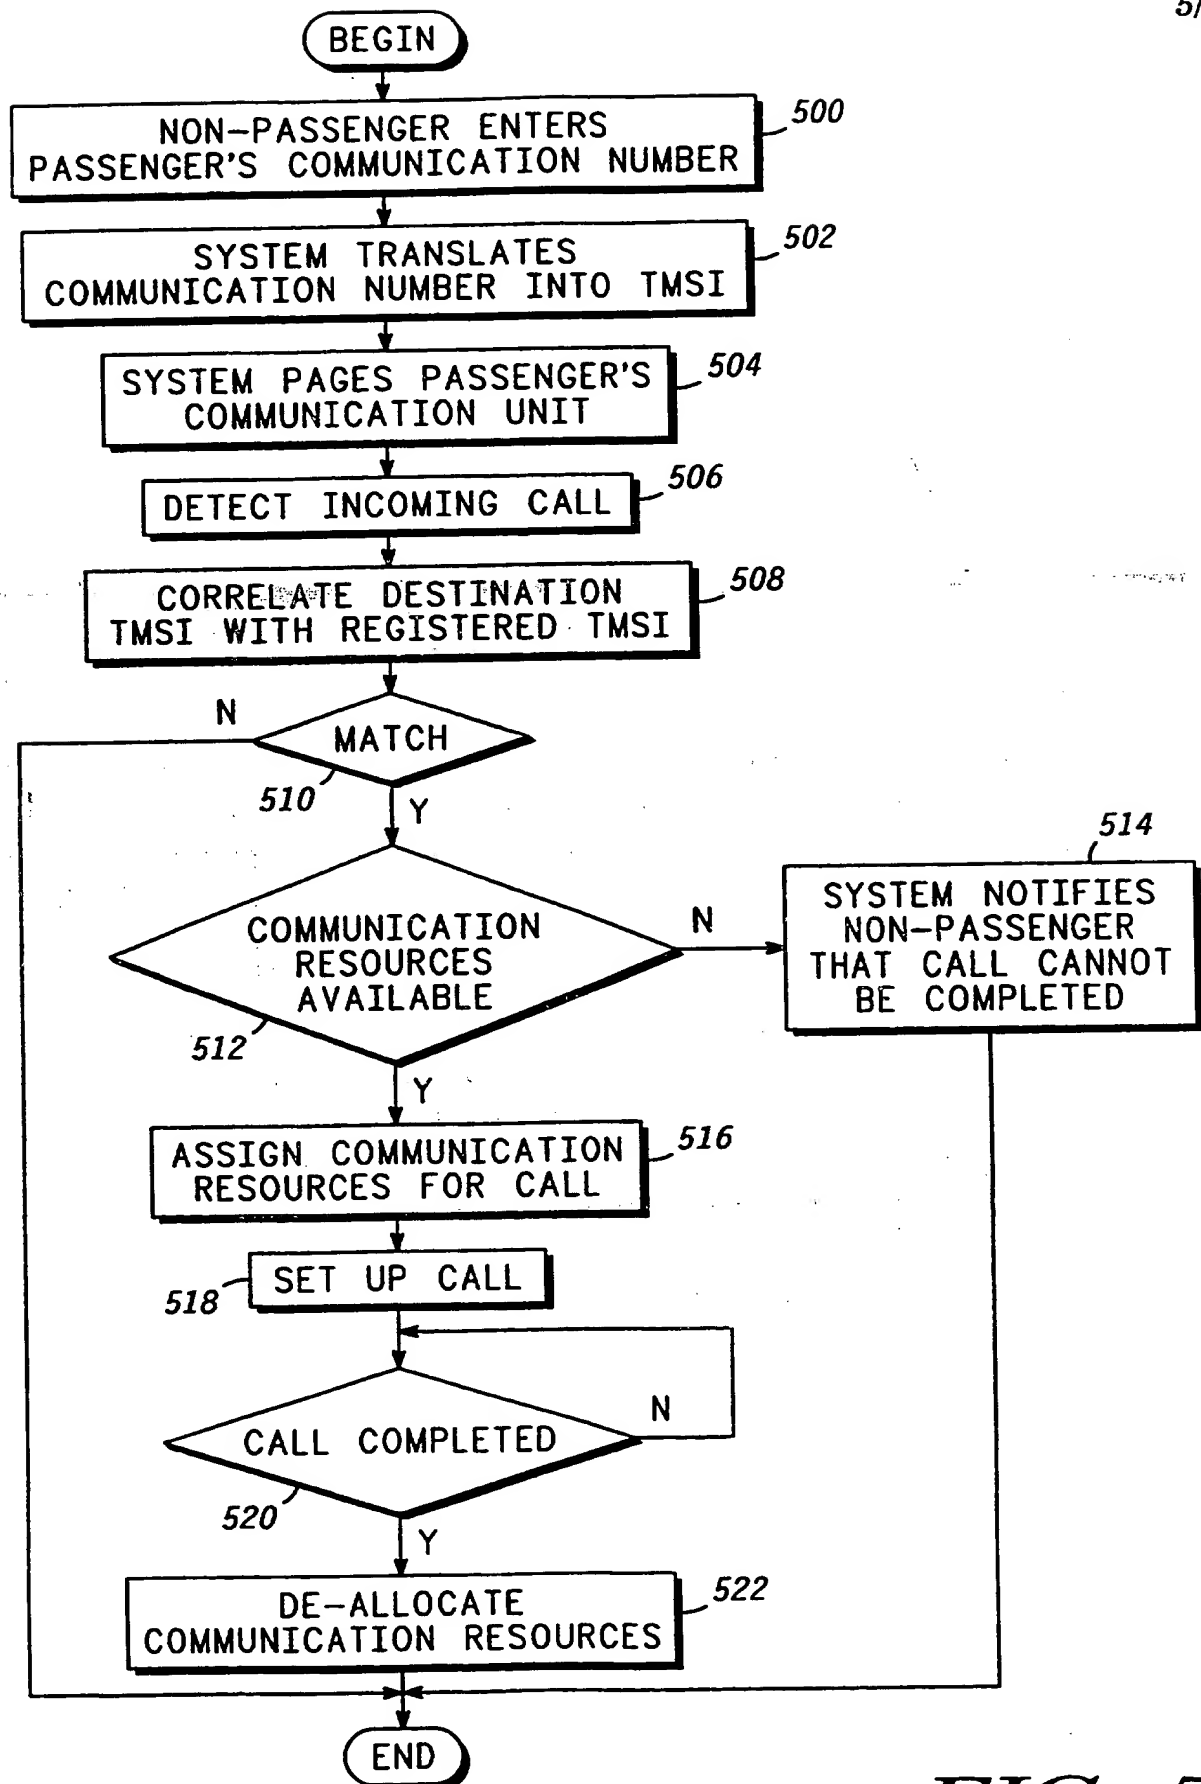 5/
BEGIN
NON-PASSENGER ENTERS
PASSENGER'S COMMUNICATION NUMBER
500
SYSTEM TRANSLATES
COMMUNICATION NUMBER INTO TMSI
502
SYSTEM PAGES PASSENGER'S
COMMUNICATION UNIT
504
DETECT INCOMING CALL
506
CORRELATE DESTINATION
TMSI WITH REGISTERED TMSI
508
N
MATCH
510
Y
COMMUNICATION
RESOURCES
AVAILABLE
512
N
514
SYSTEM NOTIFIES
NON-PASSENGER
THAT CALL CANNOT
BE COMPLETED
Y
ASSIGN COMMUNICATION
RESOURCES FOR CALL
516
SET UP CALL
518
N
CALL COMPLETED
520
Y
DE-ALLOCATE
COMMUNICATION RESOURCES
522
END